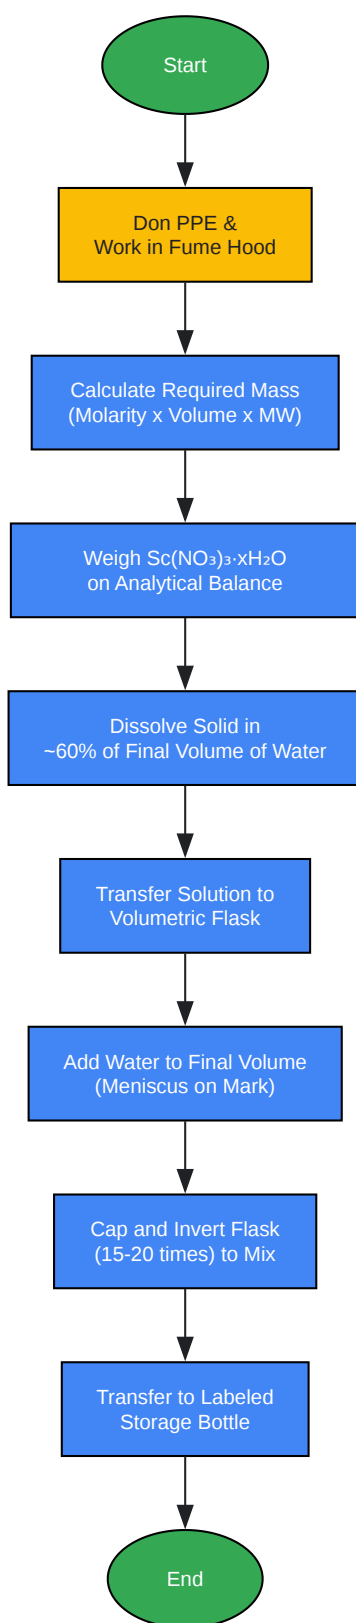 Start
Don PPE &
Work in Fume Hood
Calculate Required Mass
(Molarity x Volume x MW)
Weigh Sc(NO₃)₃·xH₂O
on Analytical Balance
Dissolve Solid in
~60% of Final Volume of Water
Transfer Solution to
Volumetric Flask
Add Water to Final Volume
(Meniscus on Mark)
Cap and Invert Flask
(15-20 times) to Mix
Transfer to Labeled
Storage Bottle
End